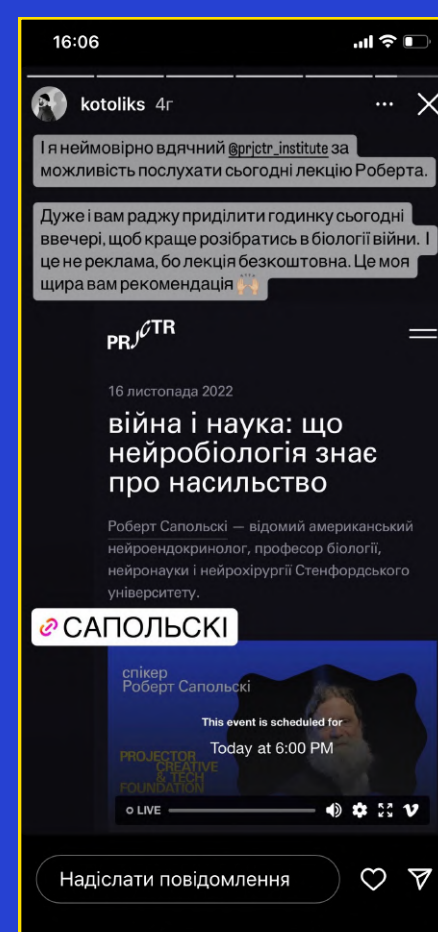 16:06
kotoliks 4г
І я неймовірно вдячний @prjctr_institute за
можливість послухати сьогодні лекцію Роберта.
Дуже і вам раджу приділити годинку сьогодні
ввечері, щоб краще розібратись в біології війни. І
це не реклама, бо лекція безкоштовна. Це моя
щира вам рекомендація 🙌🏼
PRJCTR
16 листопада 2022
війна і наука: що
нейробіологія знає
про насильство
Роберт Сапольскі — відомий американський
нейроендокринолог, професор біології,
нейронауки і нейрохірургії Стенфордського
університету.
САПОЛЬСКІ
спікер
Роберт Сапольскі
This event is scheduled for
Today at 6:00 PM
PROJECTOR
CREATIVE
& TECH
FOUNDATION
LIVE
Надіслати повідомлення